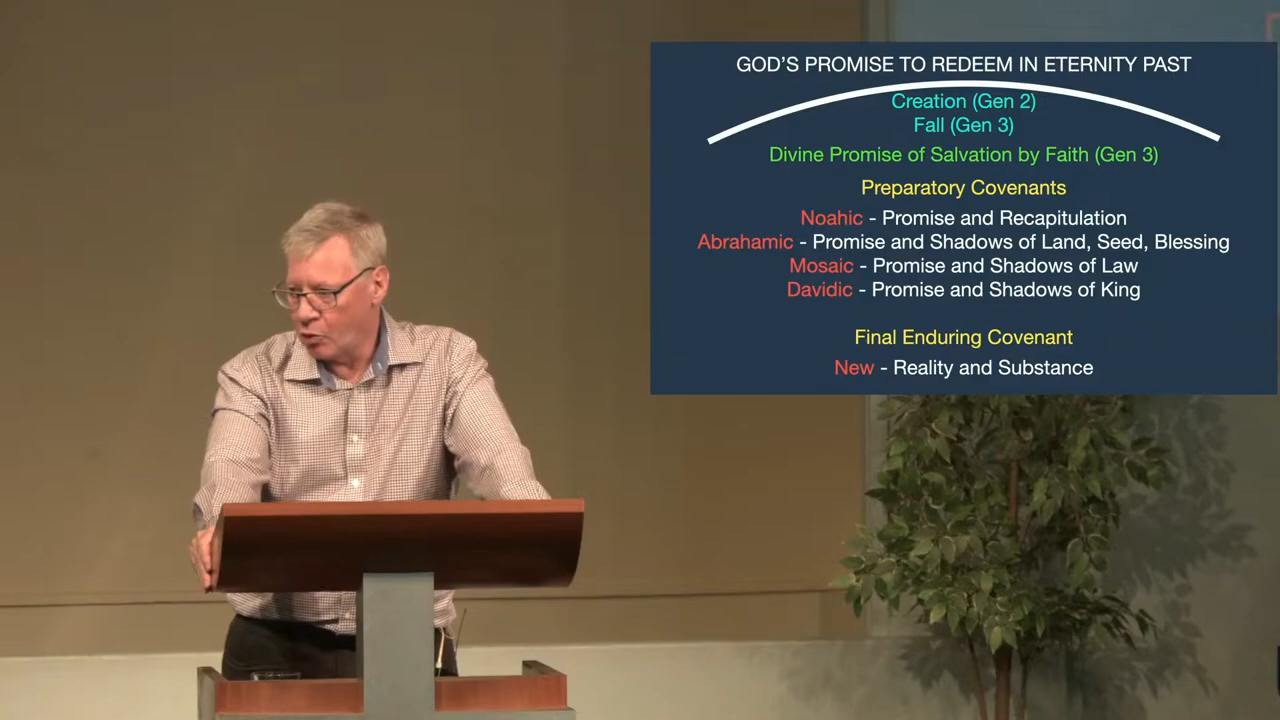 GOD'S PROMISE TO REDEEM IN ETERNITY PAST
Creation (Gen 2)
Fall (Gen 3)
Divine Promise of Salvation by Faith (Gen 3)
Preparatory Covenants
Noahic - Promise and Recapitulation
Abrahamic - Promise and Shadows of Land, Seed, Blessing
Mosaic - Promise and Shadows of Law
Davidic - Promise and Shadows of King
Final Enduring Covenant
New - Reality and Substance